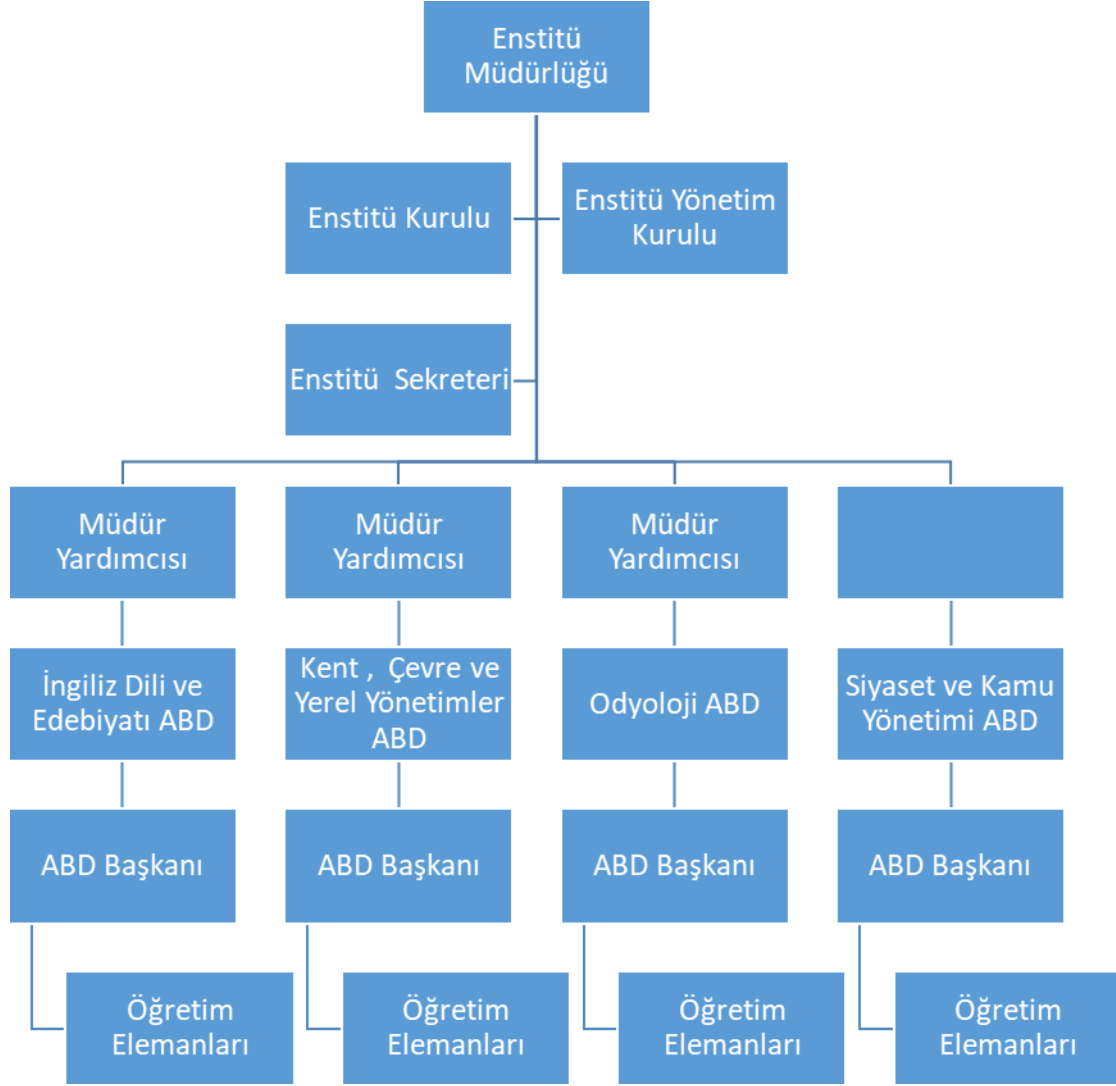 Enstitü
Müdürlüğü
Enstitü Kurulu
Enstitü Yönetim
Kurulu
Enstitü  Sekreteri
Müdür
Yardımcısı
Müdür
Yardımcısı
Müdür
Yardımcısı
İngiliz Dili ve
Edebiyatı ABD
Kent ,  Çevre ve
Yerel Yönetimler
ABD
Odyoloji ABD
Siyaset ve Kamu
Yönetimi ABD
ABD Başkanı
ABD Başkanı
ABD Başkanı
ABD Başkanı
Öğretim
Elemanları
Öğretim
Elemanları
Öğretim
Elemanları
Öğretim
Elemanları